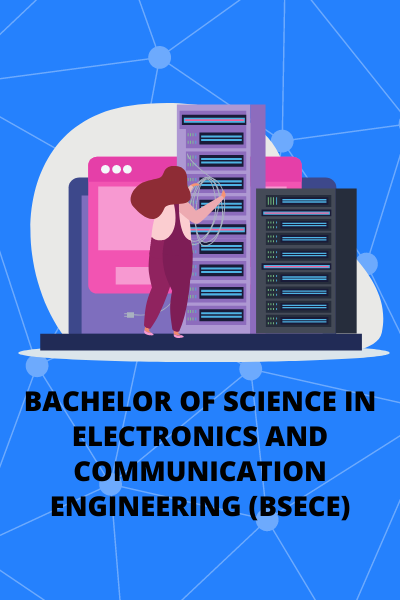 BACHELOR OF SCIENCE IN
ELECTRONICS AND
COMMUNICATION
ENGINEERING (BSECE)